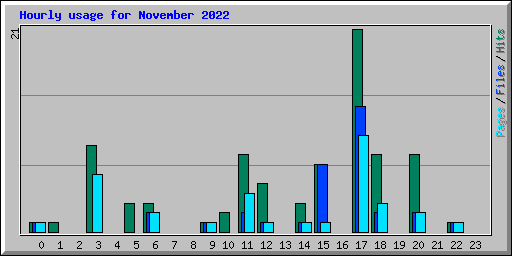 Hourly usage for November 2022
21
Pages / Files / Hits
0 1 2 3 4 5 6 7 8 9 10 11 12 13 14 15 16 17 18 19 20 21 22 23